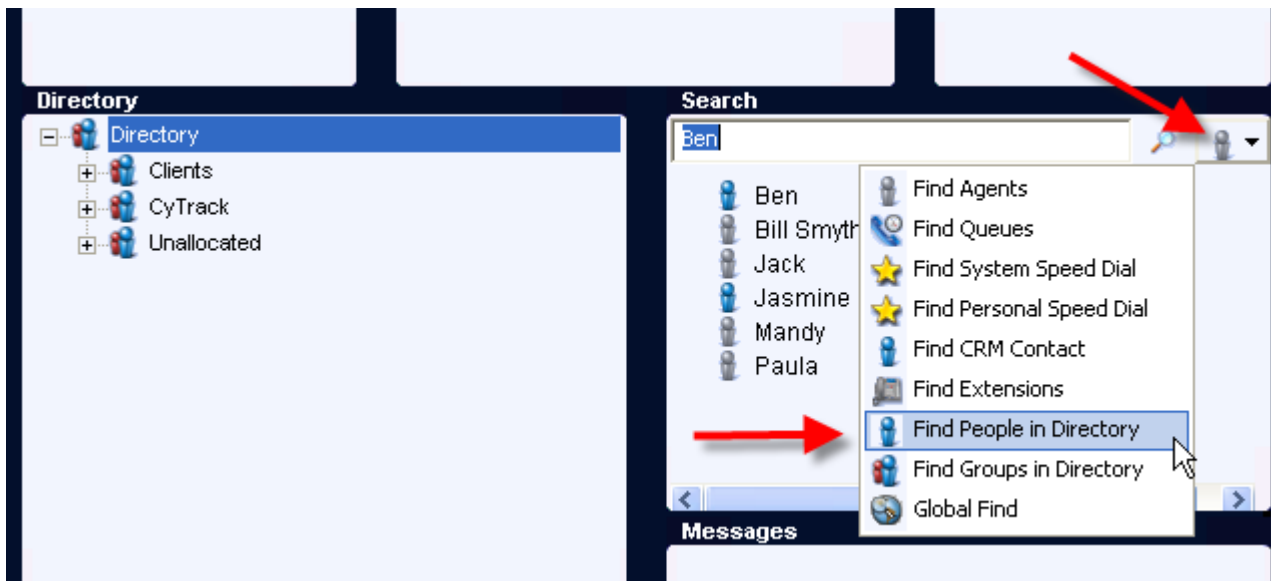 Directory
Directory
Clients
CyTrack
Unallocated
Search
Ben
Ben
Bill Smyth
Jack
Jasmine
Mandy
Paula
Find Agents
Find Queues
Find System Speed Dial
Find Personal Speed Dial
Find CRM Contact
Find Extensions
Find People in Directory
Find Groups in Directory
Global Find
Messages